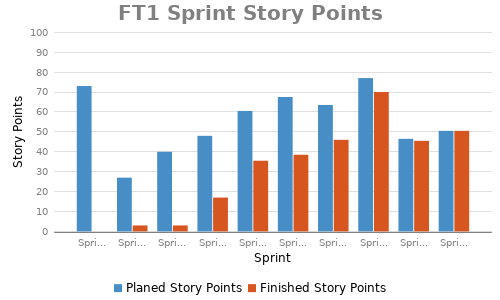 FT1 Sprint Story Points
100
90
80
70
60
50
40
30
20
10
0
Story Points
Spri... Spri... Spri... Spri... Spri... Spri... Spri... Spri... Spri... Spri...
Sprint
Planed Story Points Finished Story Points